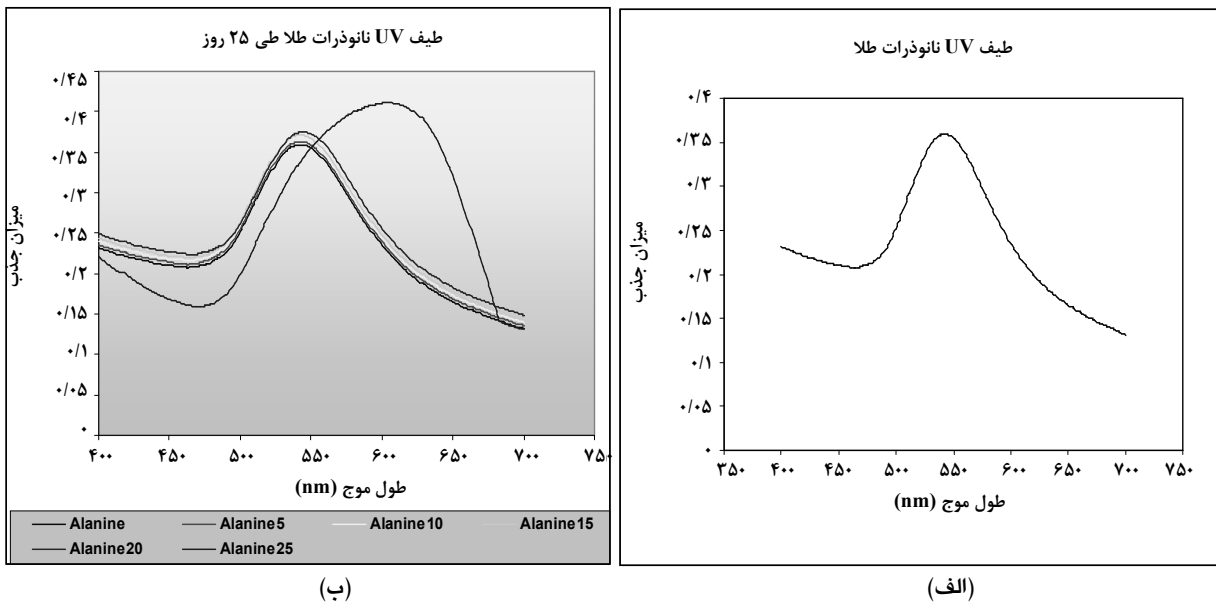 طیف UV نانوذرات طلا
۰/۴
۰/۳۵
۰/۳
۰/۲۵
۰/۲
۰/۱۵
۰/۱
۰/۰۵
۰
میزان جذب
۳۵۰ ۴۰۰ ۴۵۰ ۵۰۰ ۵۵۰ ۶۰۰ ۶۵۰ ۷۰۰ ۷۵۰
طول موج (nm)
(الف)
طیف UV نانوذرات طلا طی ۲۵ روز
۰/۴۵
۰/۴
۰/۳۵
۰/۳
۰/۲۵
۰/۲
۰/۱۵
۰/۱
۰/۰۵
۰
میزان جذب
۴۰۰ ۴۵۰ ۵۰۰ ۵۵۰ ۶۰۰ ۶۵۰ ۷۰۰ ۷۵۰
طول موج (nm)
Alanine Alanine5 Alanine10 Alanine15
Alanine20 Alanine25
(ب)